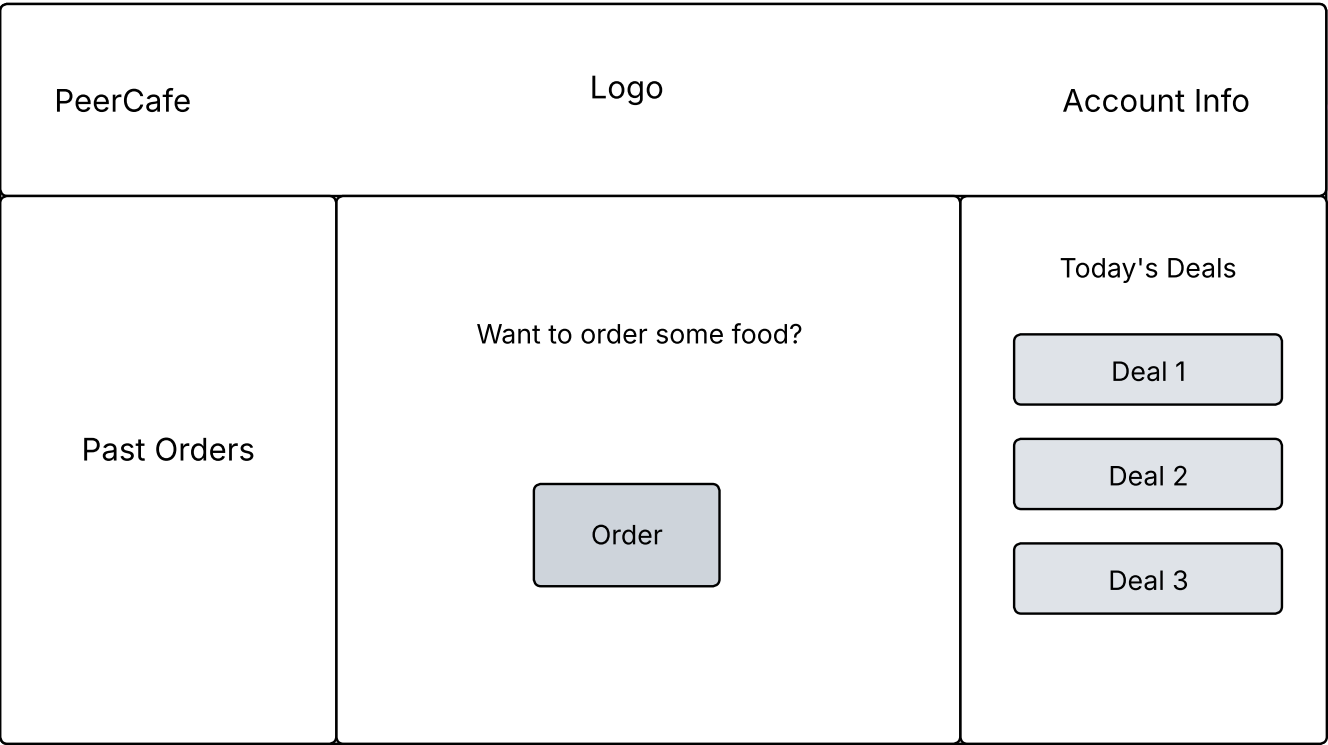 PeerCafe
Logo
Account Info
Past Orders
Want to order some food?
Order
Today's Deals
Deal 1
Deal 2
Deal 3